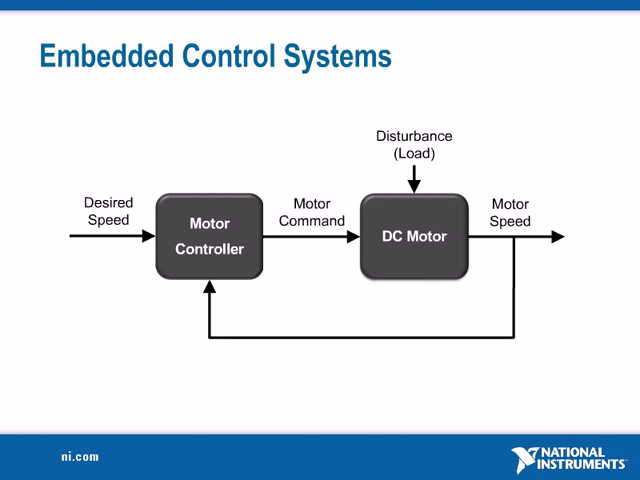 Embedded Control Systems
Disturbance
(Load)
Desired
Speed
Motor
Controller
Motor
Command
DC Motor
Motor
Speed
ni.com
NATIONAL
INSTRUMENTS